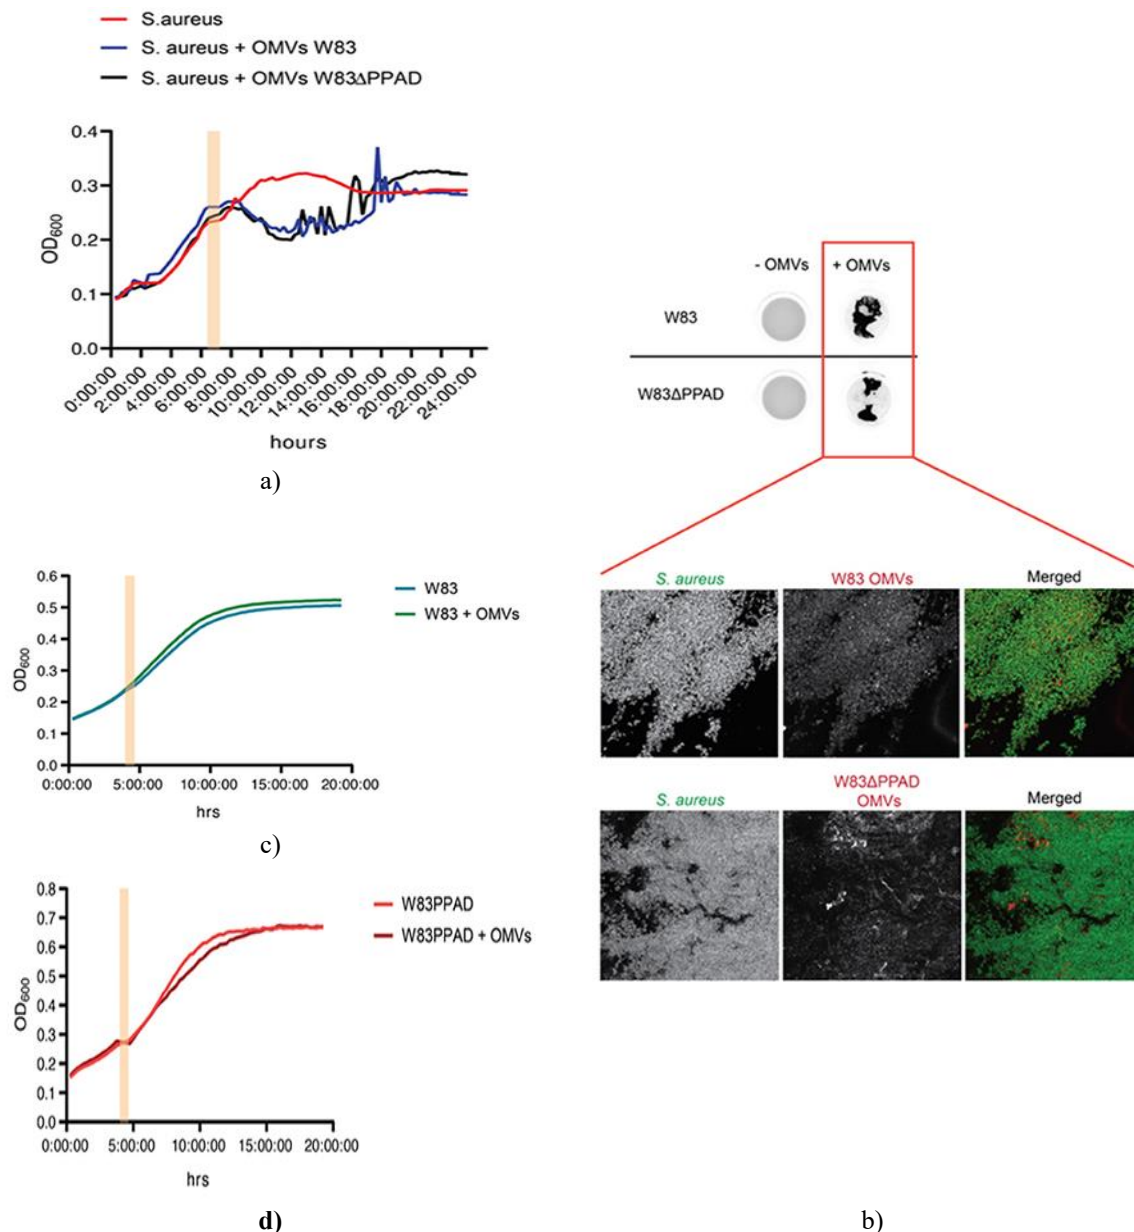 S.aureus
S. aureus + OMVs W83
S. aureus + OMVs W83ΔPPAD
0.4
0.3
0.2
0.1
0.0
OD600
0:00:00
2:00:00
4:00:00
6:00:00
8:00:00
10:00:00
12:00:00
14:00:00
16:00:00
18:00:00
20:00:00
22:00:00
24:00:00
hours
a)
- OMVs + OMVs
W83
W83ΔPPAD
S. aureus W83 OMVs Merged
S. aureus W83ΔPPAD OMVs Merged
b)
0.6
0.5
0.4
0.3
0.2
0.1
0.0
OD600
0:00:00 5:00:00 10:00:00 15:00:00 20:00:00
hrs
W83
W83 + OMVs
c)
0.8
0.7
0.6
0.5
0.4
0.3
0.2
0.1
0.0
OD600
0:00:00 5:00:00 10:00:00 15:00:00 20:00:00
hrs
W83PPAD
W83PPAD + OMVs
d)